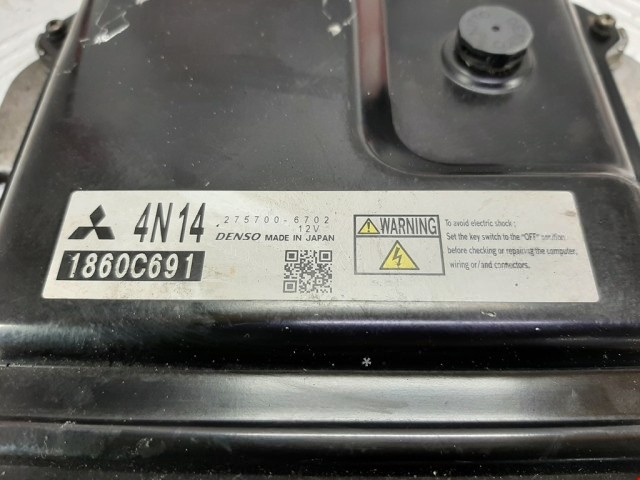 4N14
275700-6702
12V
DENSO MADE IN JAPAN
1860C691
WARNING
To avoid electric shock;
Set the key switch to the "OFF" position
before checking or repairing the computer,
wiring or/and connectors.